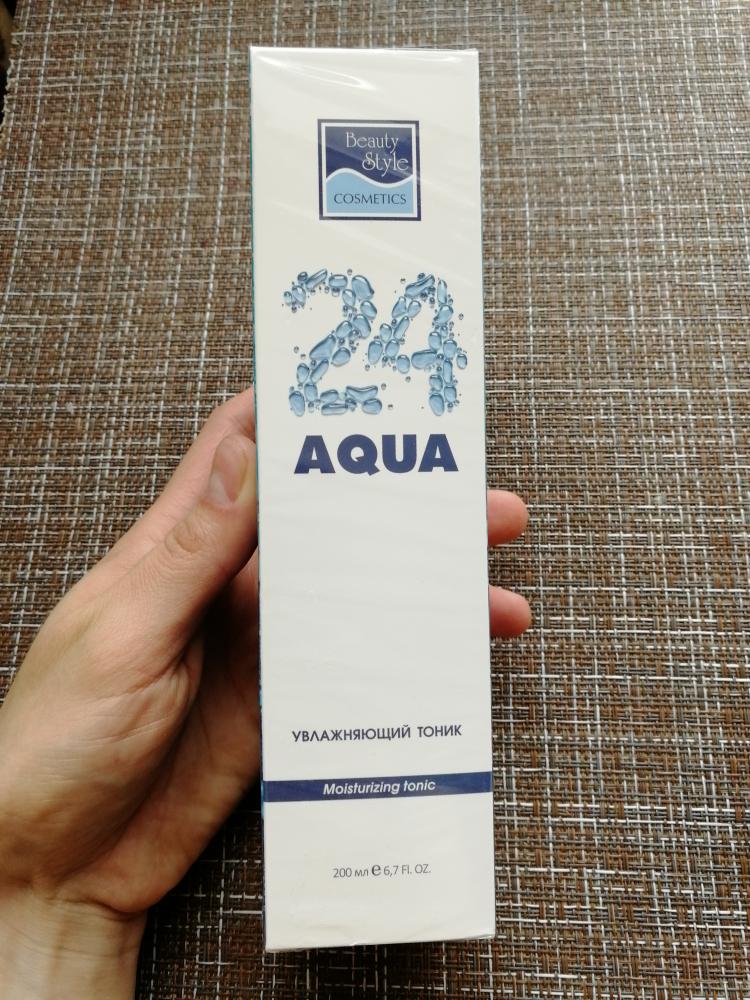 Beauty
Style
COSMETICS
24
AQUA
УВЛАЖНЯЮЩИЙ ТОНИК
Moisturizing tonic
200 мл e 6,7 Fl. OZ.